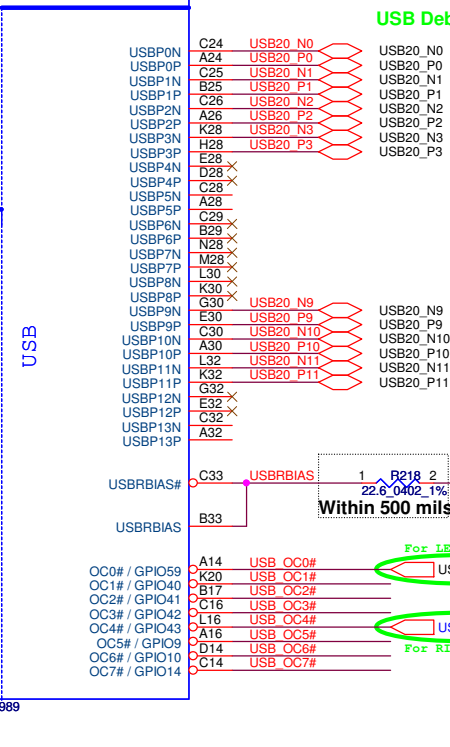 USB Deb
USBP0N C24 USB20_N0 USB20_N0
USBP0P A24 USB20_P0 USB20_P0
USBP1N C25 USB20_N1 USB20_N1
USBP1P B25 USB20_P1 USB20_P1
USBP2N C26 USB20_N2 USB20_N2
USBP2P A26 USB20_P2 USB20_P2
USBP3N K28 USB20_N3 USB20_N3
USBP3P H28 USB20_P3 USB20_P3
USBP4N E28
USBP4P D28
USBP5N C28
USBP5P A28
USBP6N C29
USBP6P B29
USBP7N N28
USBP7P M28
USBP8N L30
USBP8P K30
USBP9N G30 USB20_N9 USB20_N9
USBP9P E30 USB20_P9 USB20_P9
USBP10N C30 USB20_N10 USB20_N10
USBP10P A30 USB20_P10 USB20_P10
USBP11N L32 USB20_N11 USB20_N11
USBP11P K32 USB20_P11 USB20_P11
USBP12N G32
USBP12P E32
USBP13N C32
USBP13P A32
USB
USBRBIAS# C33 USBRBIAS 1 R218 2
22.6_0402_1%
Within 500 mils
USBRBIAS B33
For LE
OC0# / GPIO59 A14 USB_OC0# US
OC1# / GPIO40 K20 USB_OC1#
OC2# / GPIO41 B17 USB_OC2#
OC3# / GPIO42 C16 USB_OC3#
OC4# / GPIO43 L16 USB_OC4# US
OC5# / GPIO9 A16 USB_OC5#
For RI
OC6# / GPIO10 D14 USB_OC6#
OC7# / GPIO14 C14 USB_OC7#
989